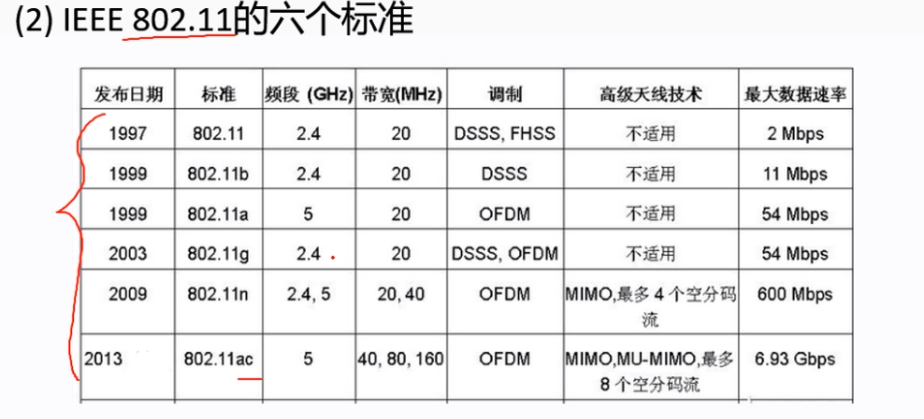 (2) IEEE 802.11的六个标准
发布日期 标准 频段 (GHz) 带宽(MHz) 调制 高级天线技术 最大数据速率
1997 802.11 2.4 20 DSSS, FHSS 不适用 2 Mbps
1999 802.11b 2.4 20 DSSS 不适用 11 Mbps
1999 802.11a 5 20 OFDM 不适用 54 Mbps
2003 802.11g 2.4 20 DSSS, OFDM 不适用 54 Mbps
2009 802.11n 2.4, 5 20, 40 OFDM MIMO,最多 4 个空分码 600 Mbps
流
2013 802.11ac 5 40, 80, 160 OFDM MIMO,MU-MIMO,最多 6.93 Gbps
8 个空分码流